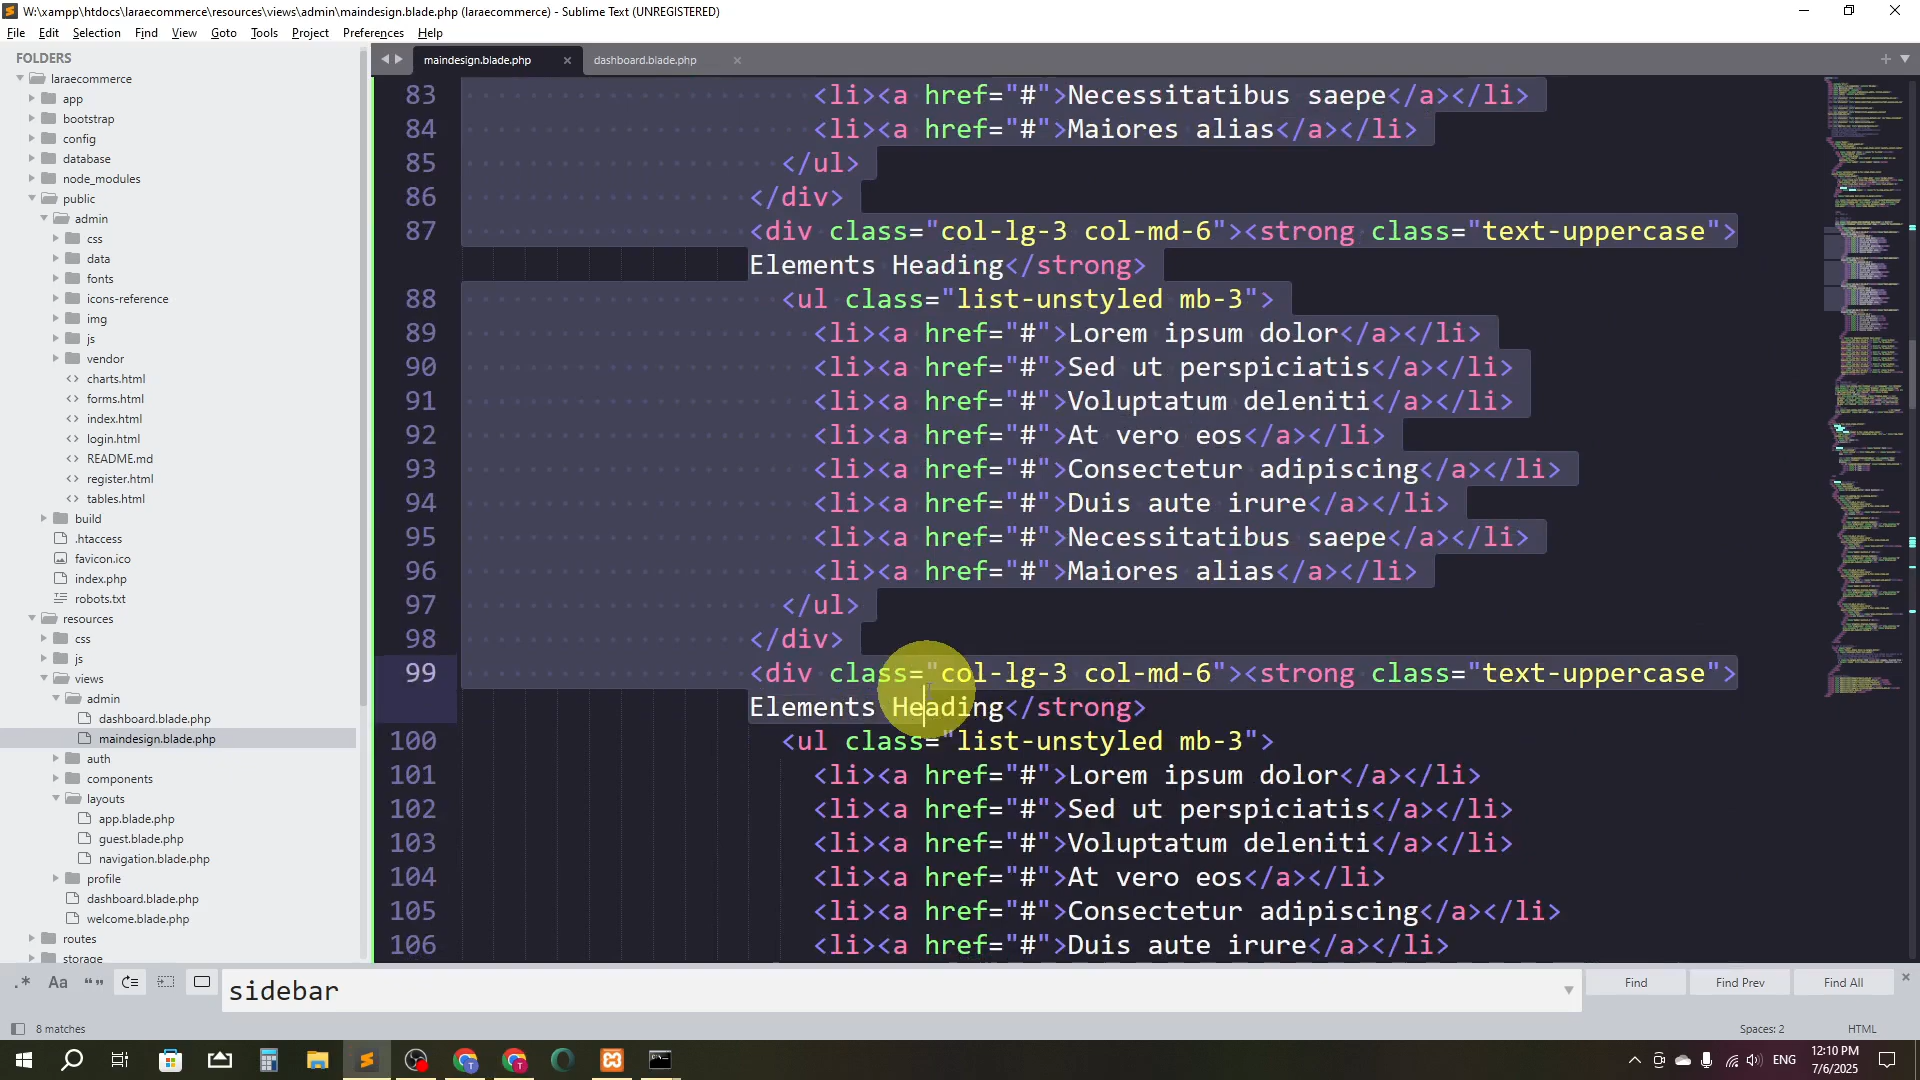 W:\xampp\htdocs\laraecommerce\resources\views\admin\maindesign.blade.php (laraecommerce) - Sublime Text (UNREGISTERED)
File Edit Selection Find View Goto Tools Project Preferences Help
FOLDERS
laraecommerce
app
bootstrap
config
database
node_modules
public
admin
css
data
fonts
icons-reference
img
js
vendor
charts.html
forms.html
index.html
login.html
README.md
register.html
tables.html
build
.htaccess
favicon.ico
index.php
robots.txt
resources
css
js
views
admin
dashboard.blade.php
maindesign.blade.php
auth
components
layouts
app.blade.php
guest.blade.php
navigation.blade.php
profile
dashboard.blade.php
welcome.blade.php
routes
storage
maindesign.blade.php dashboard.blade.php
83 <li><a href="#">Necessitatibus saepe</a></li>
84 <li><a href="#">Maiores alias</a></li>
85 </ul>
86 </div>
87 <div class="col-lg-3 col-md-6"><strong class="text-uppercase">
Elements Heading</strong>
88 <ul class="list-unstyled mb-3">
89 <li><a href="#">Lorem ipsum dolor</a></li>
90 <li><a href="#">Sed ut perspiciatis</a></li>
91 <li><a href="#">Voluptatum deleniti</a></li>
92 <li><a href="#">At vero eos</a></li>
93 <li><a href="#">Consectetur adipiscing</a></li>
94 <li><a href="#">Duis aute irure</a></li>
95 <li><a href="#">Necessitatibus saepe</a></li>
96 <li><a href="#">Maiores alias</a></li>
97 </ul>
98 </div>
99 <div class="col-lg-3 col-md-6"><strong class="text-uppercase">
Elements Heading</strong>
100 <ul class="list-unstyled mb-3">
101 <li><a href="#">Lorem ipsum dolor</a></li>
102 <li><a href="#">Sed ut perspiciatis</a></li>
103 <li><a href="#">Voluptatum deleniti</a></li>
104 <li><a href="#">At vero eos</a></li>
105 <li><a href="#">Consectetur adipiscing</a></li>
106 <li><a href="#">Duis aute irure</a></li>
.* Aa “” sidebar Find Find Prev Find All
8 matches Spaces: 2 HTML
ENG 12:10 PM
7/6/2025